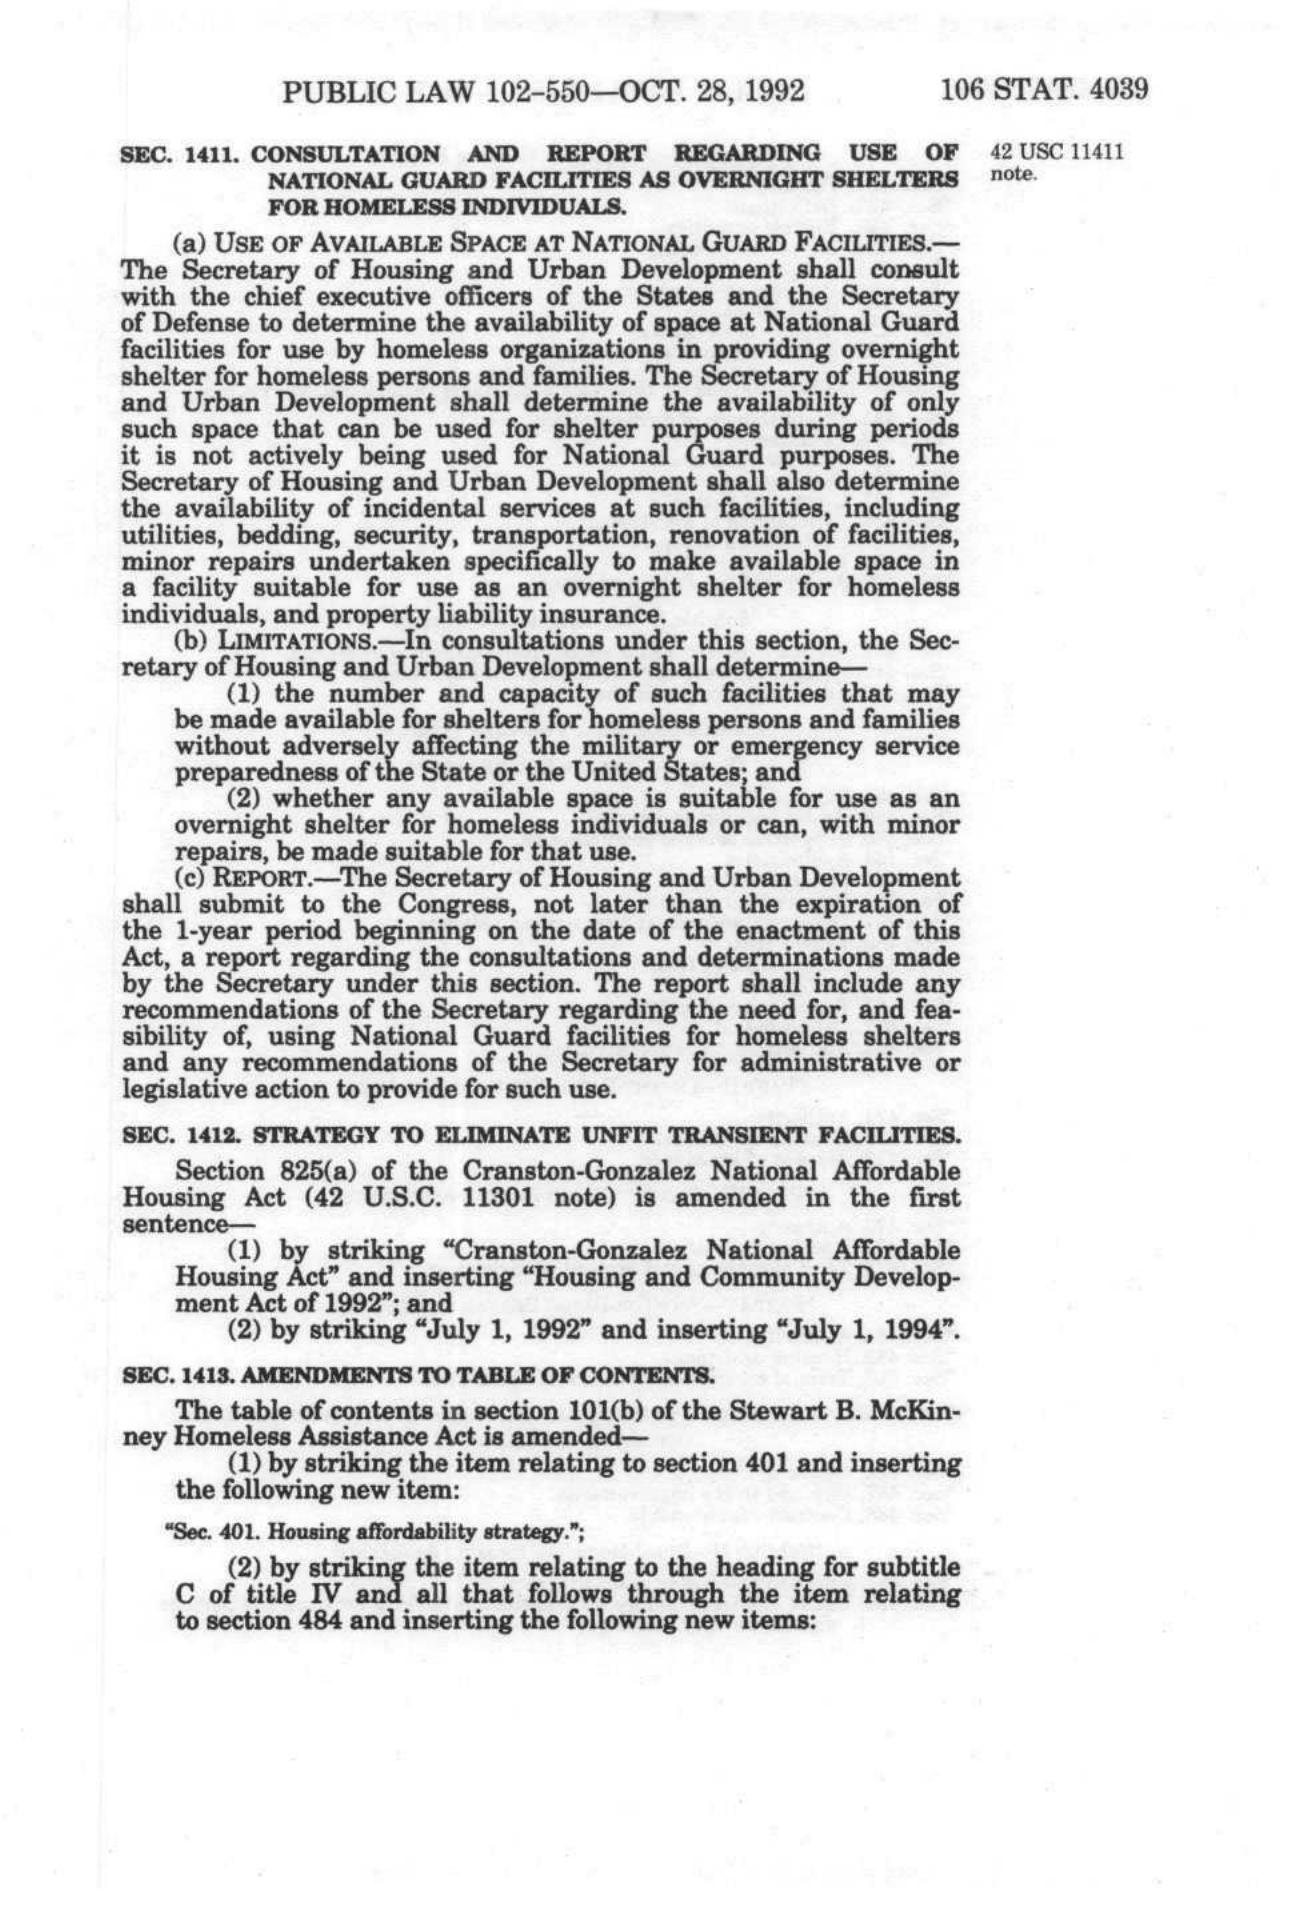 PUBLIC LAW 102–550—OCT. 28, 1992
106 STAT. 4039
SEC. 1411. CONSULTATION AND REPORT REGARDING USE OF
NATIONAL GUARD FACILITIES AS OVERNIGHT SHELTERS
FOR HOMELESS INDIVIDUALS.
42 USC 11411
note.
(a) USE OF AVAILABLE SPACE AT NATIONAL GUARD FACILITIES.—
The Secretary of Housing and Urban Development shall consult
with the chief executive officers of the States and the Secretary
of Defense to determine the availability of space at National Guard
facilities for use by homeless organizations in providing overnight
shelter for homeless persons and families. The Secretary of Housing
and Urban Development shall determine the availability of only
such space that can be used for shelter purposes during periods
it is not actively being used for National Guard purposes. The
Secretary of Housing and Urban Development shall also determine
the availability of incidental services at such facilities, including
utilities, bedding, security, transportation, renovation of facilities,
minor repairs undertaken specifically to make available space in
a facility suitable for use as an overnight shelter for homeless
individuals, and property liability insurance.
(b) LIMITATIONS.—In consultations under this section, the Sec-
retary of Housing and Urban Development shall determine—
(1) the number and capacity of such facilities that may
be made available for shelters for homeless persons and families
without adversely affecting the military or emergency service
preparedness of the State or the United States; and
(2) whether any available space is suitable for use as an
overnight shelter for homeless individuals or can, with minor
repairs, be made suitable for that use.
(c) REPORT.—The Secretary of Housing and Urban Development
shall submit to the Congress, not later than the expiration of
the 1-year period beginning on the date of the enactment of this
Act, a report regarding the consultations and determinations made
by the Secretary under this section. The report shall include any
recommendations of the Secretary regarding the need for, and fea-
sibility of, using National Guard facilities for homeless shelters
and any recommendations of the Secretary for administrative or
legislative action to provide for such use.
SEC. 1412. STRATEGY TO ELIMINATE UNFIT TRANSIENT FACILITIES.
Section 825(a) of the Cranston-Gonzalez National Affordable
Housing Act (42 U.S.C. 11301 note) is amended in the first
sentence—
(1) by striking “Cranston-Gonzalez National Affordable
Housing Act” and inserting “Housing and Community Develop-
ment Act of 1992”; and
(2) by striking “July 1, 1992” and inserting “July 1, 1994”.
SEC. 1413. AMENDMENTS TO TABLE OF CONTENTS.
The table of contents in section 101(b) of the Stewart B. McKin-
ney Homeless Assistance Act is amended—
(1) by striking the item relating to section 401 and inserting
the following new item:
“Sec. 401. Housing affordability strategy.”;
(2) by striking the item relating to the heading for subtitle
C of title IV and all that follows through the item relating
to section 484 and inserting the following new items: